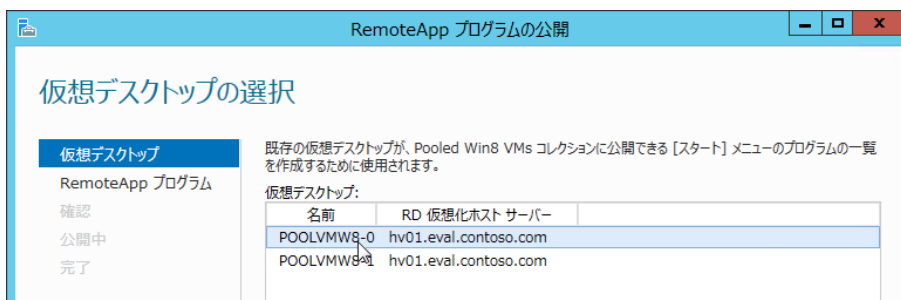 RemoteApp プログラムの公開
仮想デスクトップの選択
仮想デスクトップ
RemoteApp プログラム
確認
公開中
完了
既存の仮想デスクトップが、Pooled Win8 VMs コレクションに公開できる [スタート] メニューのプログラムの一覧
を作成するために使用されます。
仮想デスクトップ:
名前 RD 仮想化ホスト サーバー
POOLVMW8-0 hv01.eval.contoso.com
POOLVMW8-1 hv01.eval.contoso.com